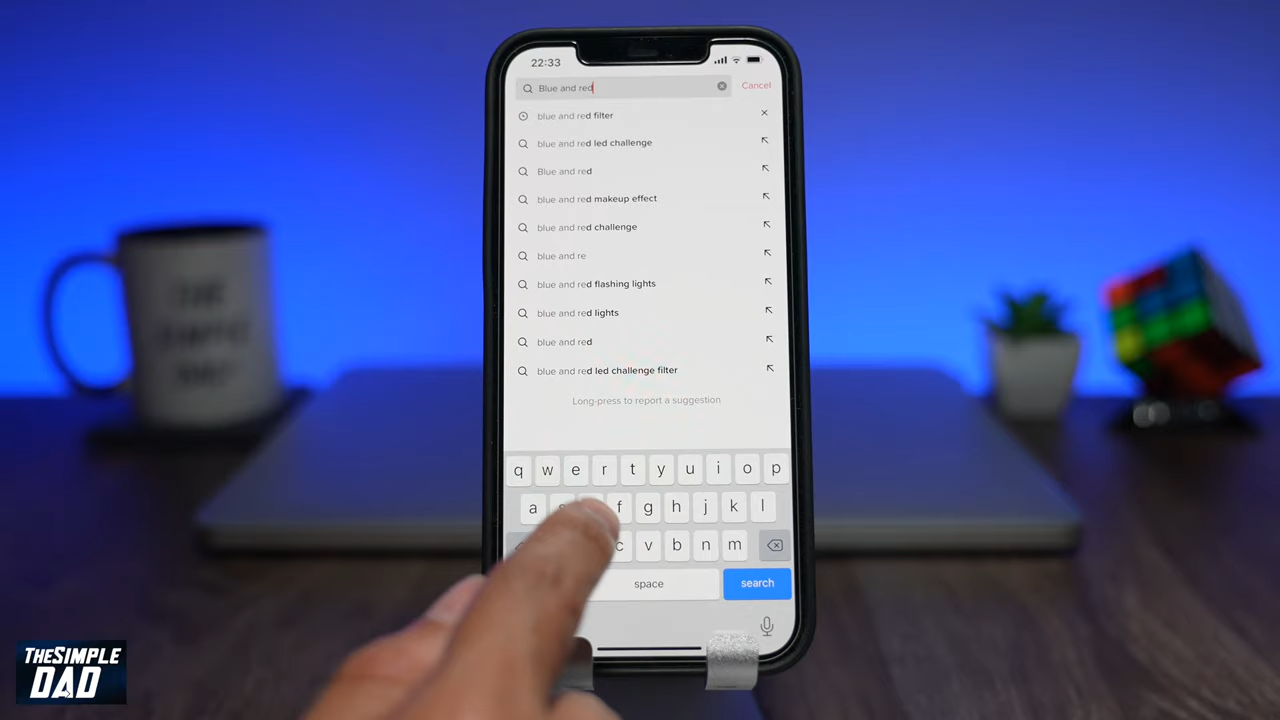 22:33
Blue and red
Cancel
blue and red filter
blue and red led challenge
Blue and red
blue and red makeup effect
blue and red challenge
blue and re
blue and red flashing lights
blue and red lights
blue and red
blue and red led challenge filter
Long-press to report a suggestion
q w e r t y u i o p
a s f g h j k l
c v b n m
space
search
THE
SIMPLE
DAD
THESIMPLE
DAD